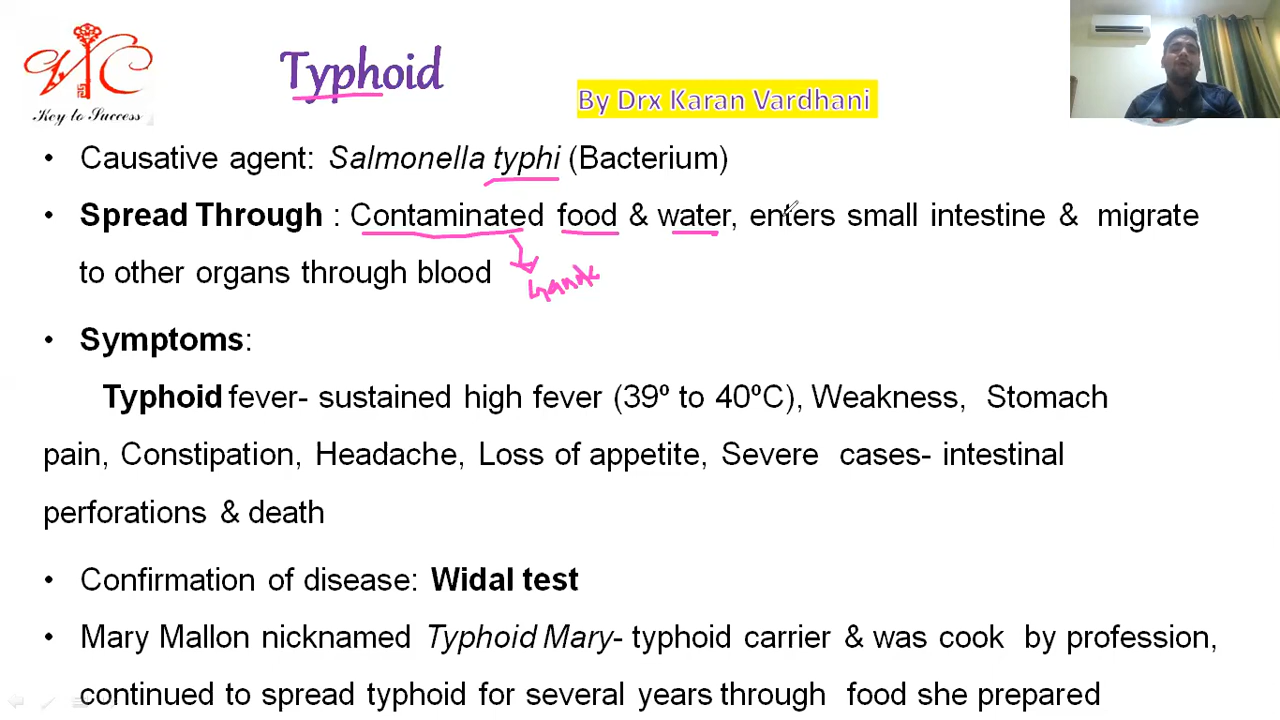 VKC
Key to Success
Typhoid
By Drx Karan Vardhani
• Causative agent: Salmonella typhi (Bacterium)
• Spread Through : Contaminated food & water, enters small intestine & migrate
to other organs through blood
• Symptoms:
Typhoid fever- sustained high fever (39º to 40ºC), Weakness, Stomach
pain, Constipation, Headache, Loss of appetite, Severe cases- intestinal
perforations & death
• Confirmation of disease: Widal test
• Mary Mallon nicknamed Typhoid Mary- typhoid carrier & was cook by profession,
continued to spread typhoid for several years through food she prepared